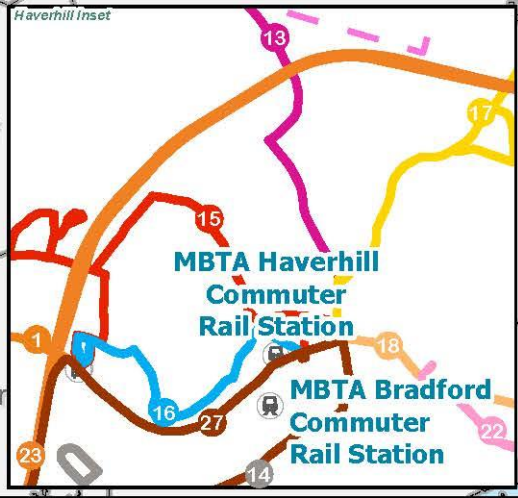 Haverhill Inset
13
17
15
MBTA Haverhill
Commuter
Rail Station
1
18
MBTA Bradford
Commuter
Rail Station
16
27
22
23
14